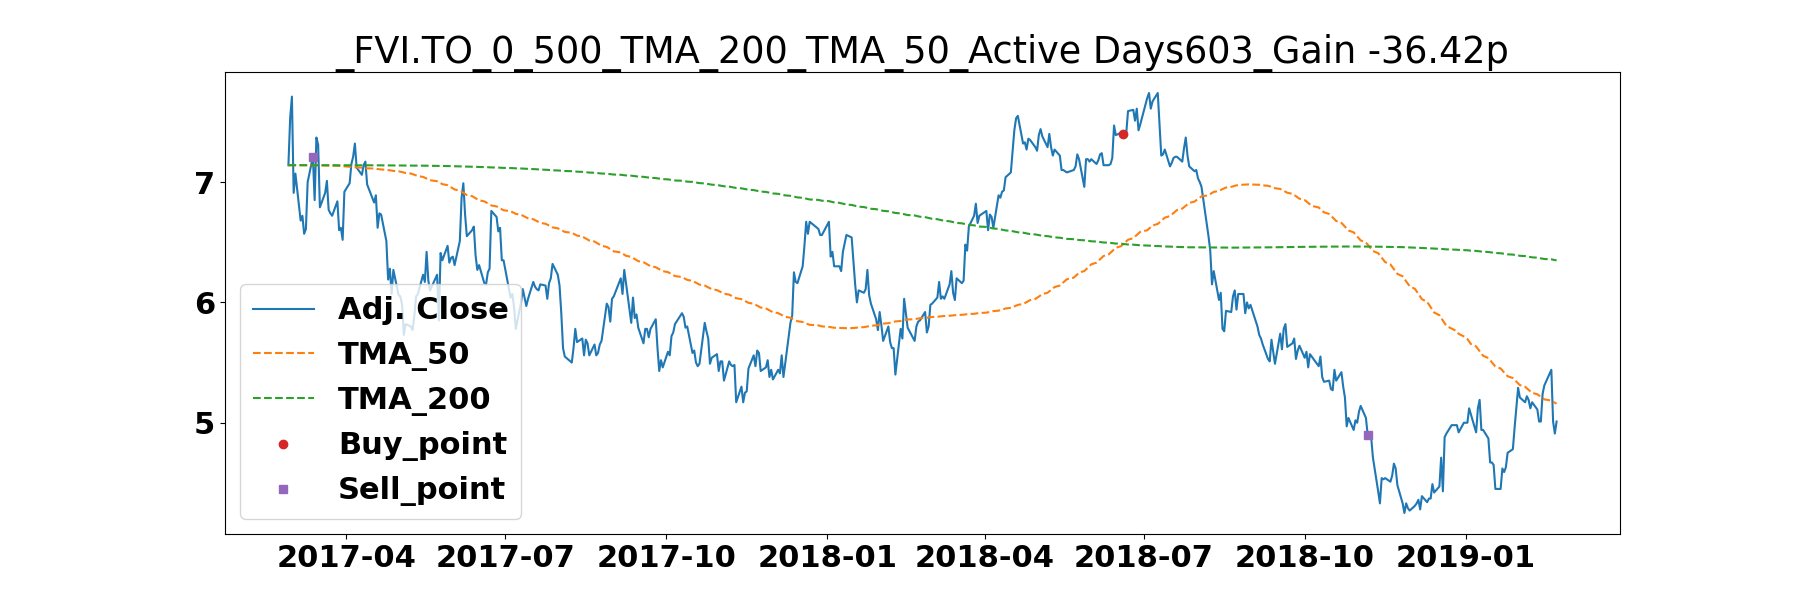 _FVI.TO_0_500_TMA_200_TMA_50_Active Days603_Gain -36.42p
7
6
5
Adj. Close
TMA_50
TMA_200
Buy_point
Sell_point
2017-04 2017-07 2017-10 2018-01 2018-04 2018-07 2018-10 2019-01